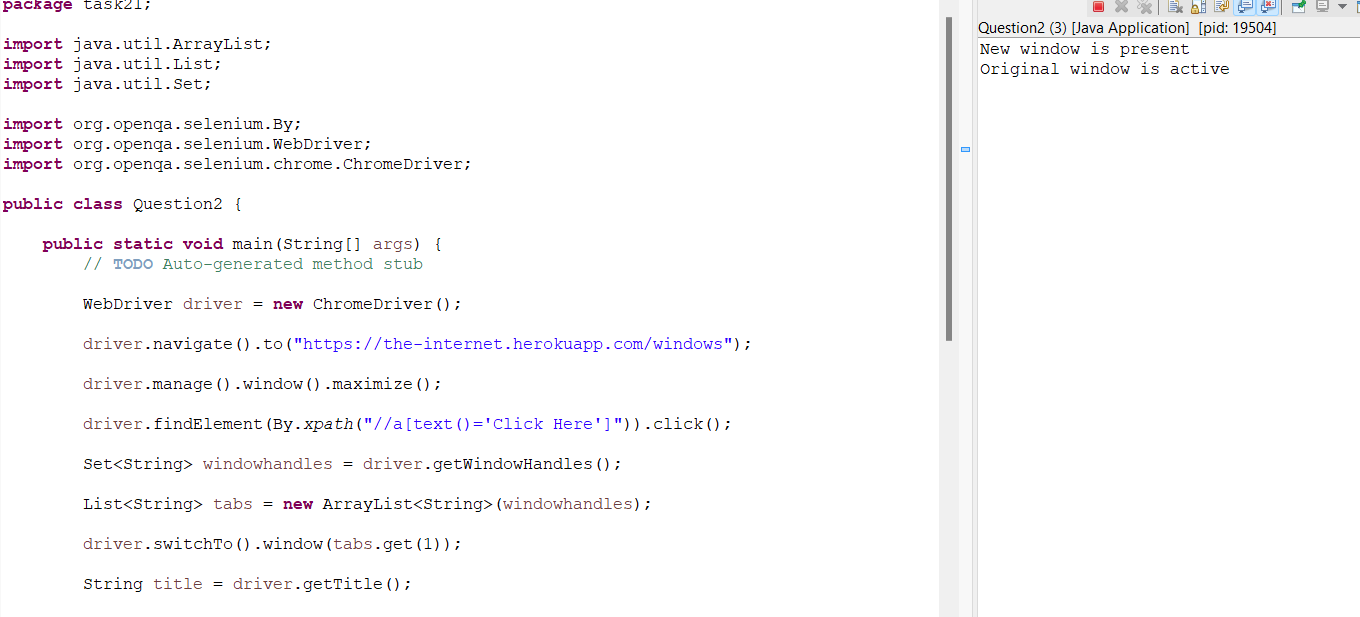 package task21;
import java.util.ArrayList;
import java.util.List;
import java.util.Set;
import org.openqa.selenium.By;
import org.openqa.selenium.WebDriver;
import org.openqa.selenium.chrome.ChromeDriver;
public class Question2 {
public static void main(String[] args) {
// TODO Auto-generated method stub
WebDriver driver = new ChromeDriver();
driver.navigate().to("https://the-internet.herokuapp.com/windows");
driver.manage().window().maximize();
driver.findElement(By.xpath("//a[text()='Click Here']")).click();
Set<String> windowhandles = driver.getWindowHandles();
List<String> tabs = new ArrayList<String>(windowhandles);
driver.switchTo().window(tabs.get(1));
String title = driver.getTitle();
Question2 (3) [Java Application] [pid: 19504]
New window is present
Original window is active